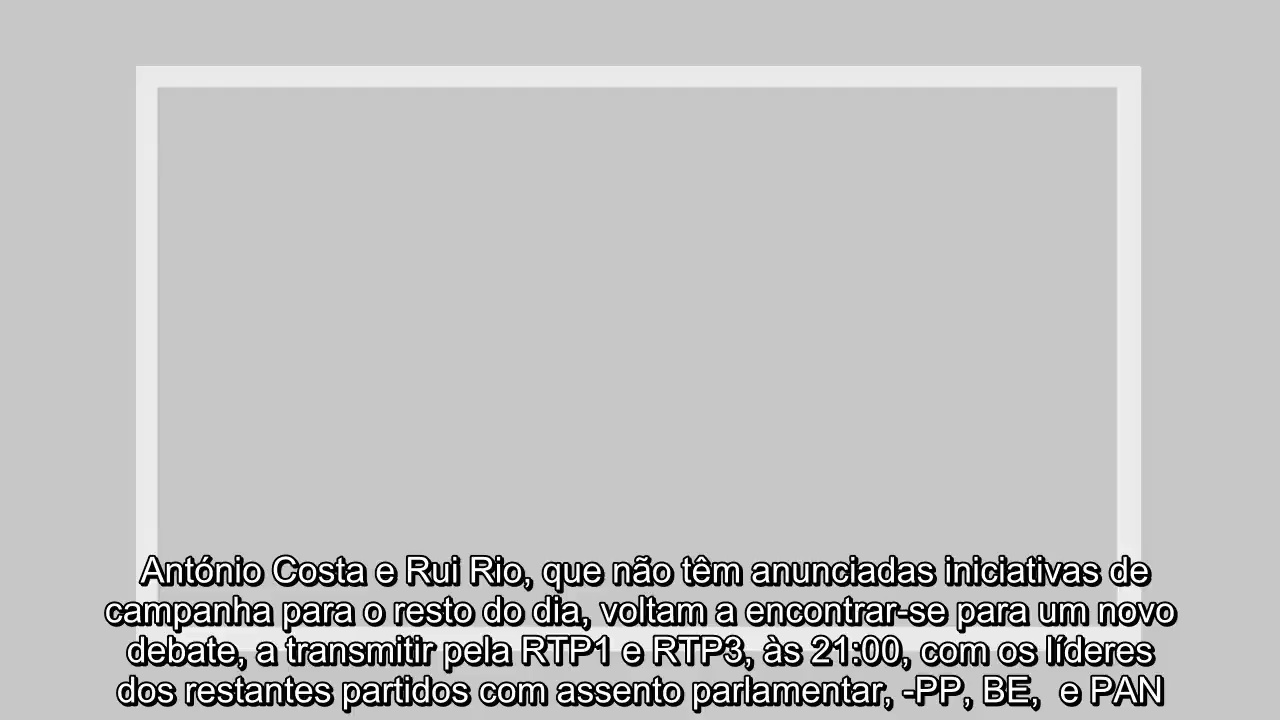 António Costa e Rui Rio, que não têm anunciadas iniciativas de
campanha para o resto do dia, voltam a encontrar-se para um novo
debate, a transmitir pela RTP1 e RTP3, às 21:00, com os líderes
dos restantes partidos com assento parlamentar, -PP, BE,  e PAN